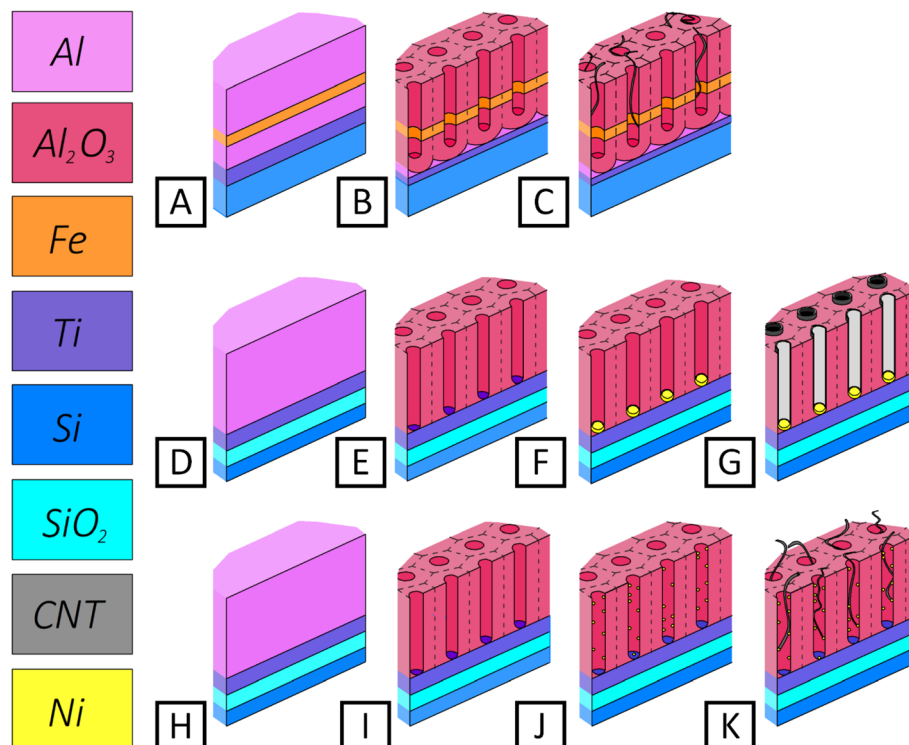 Al
Al₂O₃
Fe
Ti
Si
SiO₂
CNT
Ni
A B C
D E F G
H I J K